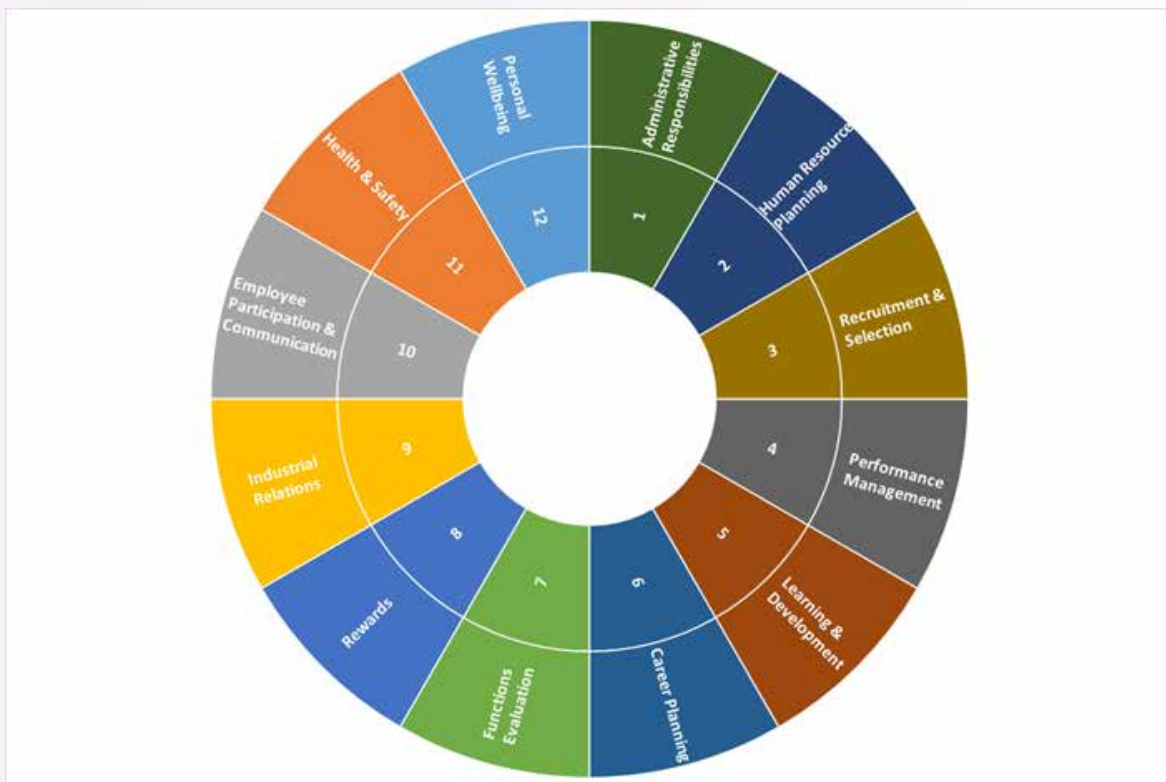 Administrative
Responsibilities
1
Human Resource
Planning
2
Recruitment &
Selection
3
Performance
Management
4
Learning &
Development
5
Career Planning
6
Functions
Evaluation
7
Rewards
8
Industrial
Relations
9
Employee
Participation &
Communication
10
Health & Safety
11
Personal
Wellbeing
12